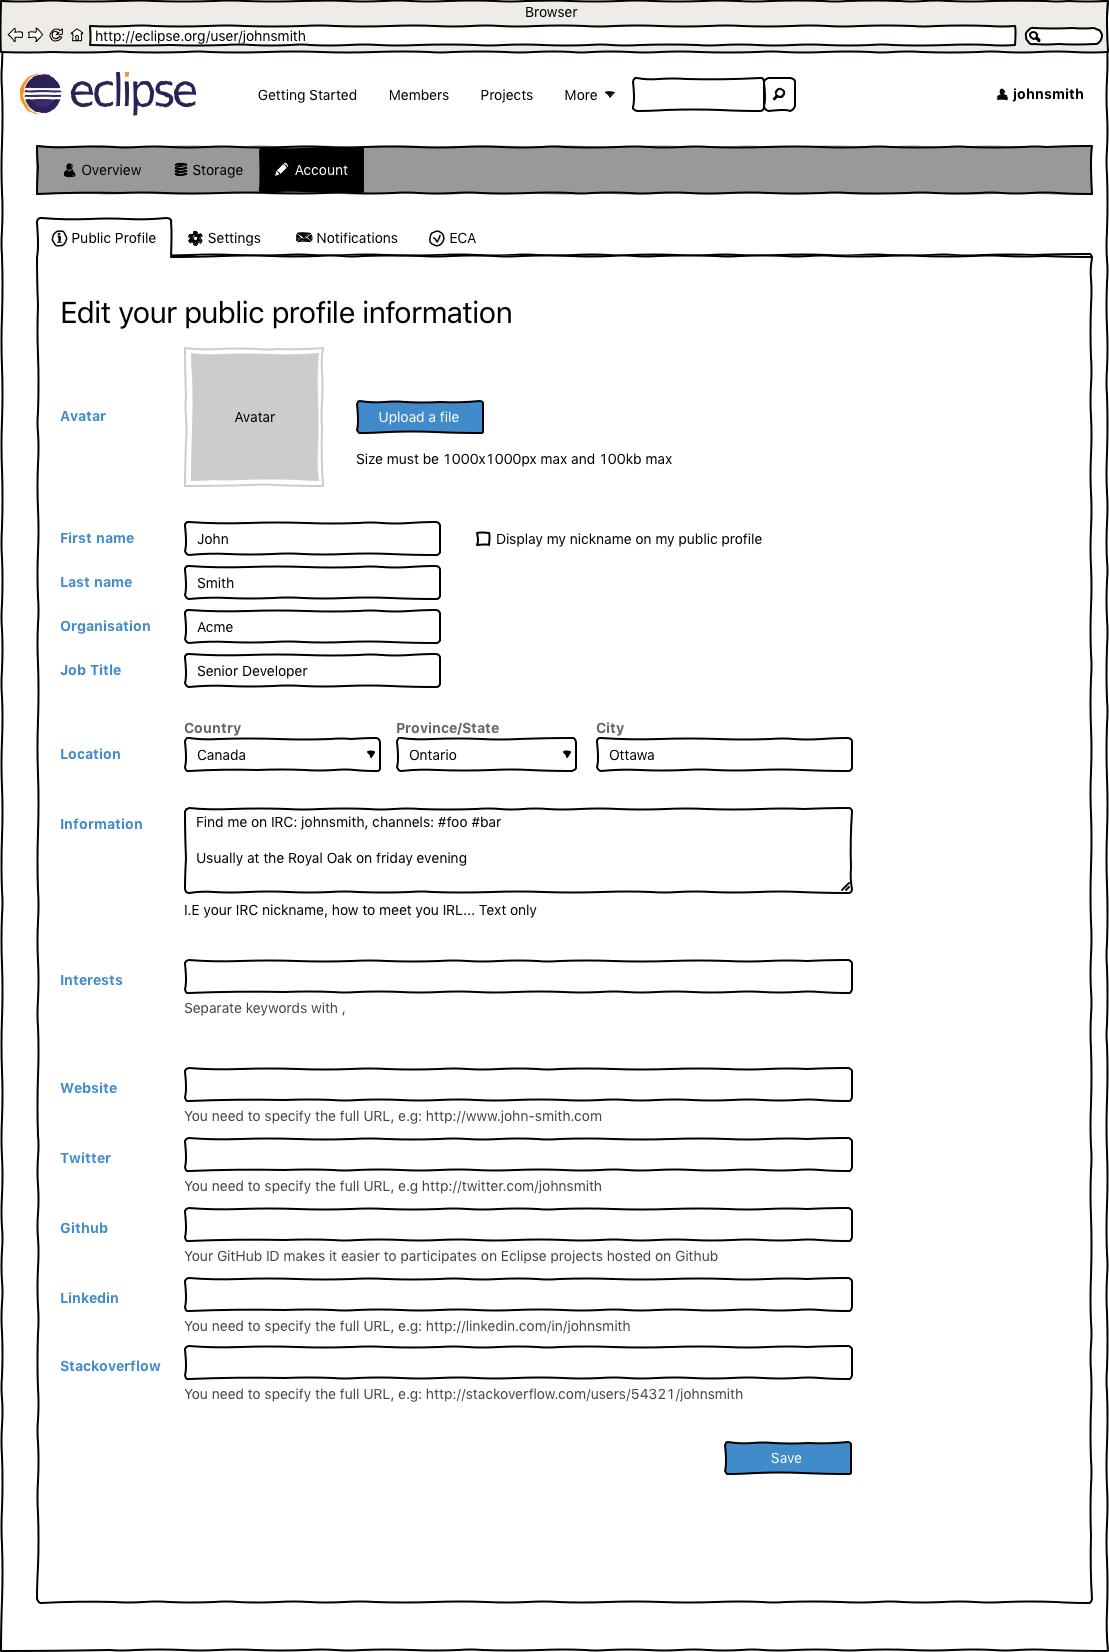 Browser
http://eclipse.org/user/johnsmith
eclipse
Getting Started Members Projects More
johnsmith
Overview Storage Account
Public Profile Settings Notifications ECA
Edit your public profile information
Avatar
Avatar
Upload a file
Size must be 1000x1000px max and 100kb max
First name
John
Display my nickname on my public profile
Last name
Smith
Organisation
Acme
Job Title
Senior Developer
Country Province/State City
Location
Canada Ontario Ottawa
Information
Find me on IRC: johnsmith, channels: #foo #bar
Usually at the Royal Oak on friday evening
I.E your IRC nickname, how to meet you IRL... Text only
Interests
Separate keywords with ,
Website
You need to specify the full URL, e.g: http://www.john-smith.com
Twitter
You need to specify the full URL, e.g http://twitter.com/johnsmith
Github
Your GitHub ID makes it easier to participates on Eclipse projects hosted on Github
Linkedin
You need to specify the full URL, e.g: http://linkedin.com/in/johnsmith
Stackoverflow
You need to specify the full URL, e.g: http://stackoverflow.com/users/54321/johnsmith
Save